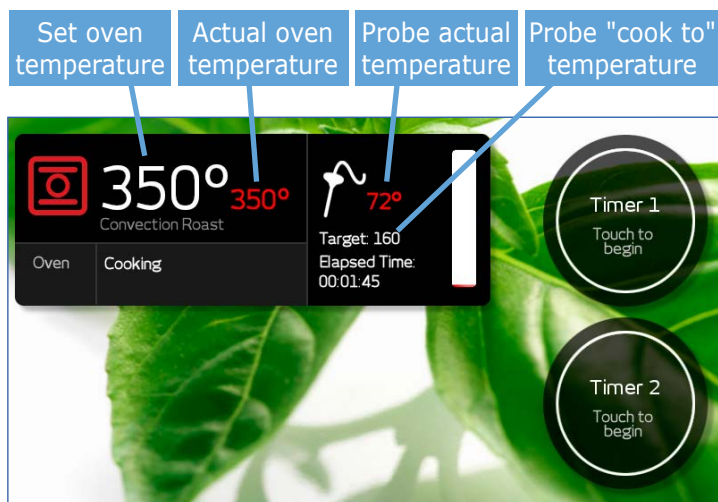 Set oven
temperature
Actual oven
temperature
Probe actual
temperature
Probe "cook to"
temperature
350°
350°
Convection Roast
Oven
Cooking
72°
Target: 160
Elapsed Time:
00:01:45
Timer 1
Touch to
begin
Timer 2
Touch to
begin